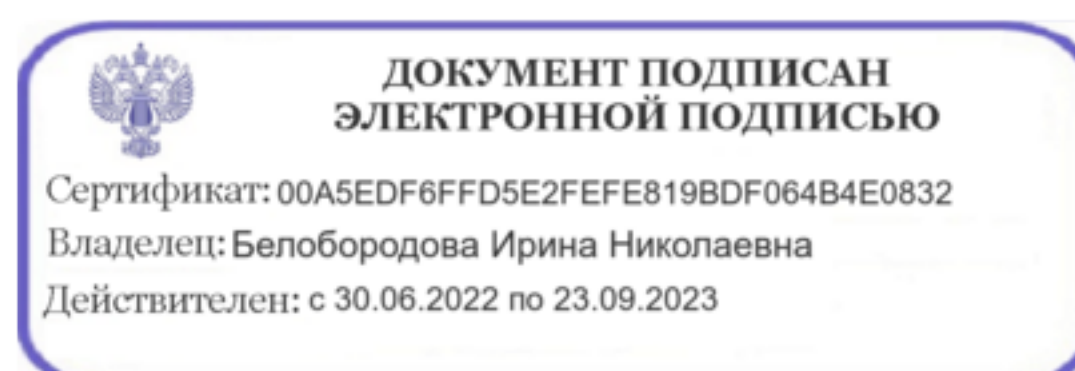 ДОКУМЕНТ ПОДПИСАН
ЭЛЕКТРОННОЙ ПОДПИСЬЮ
Сертификат: 00A5EDF6FFD5E2FEFE819BDF064B4E0832
Владелец: Белобородова Ирина Николаевна
Действителен: с 30.06.2022 по 23.09.2023